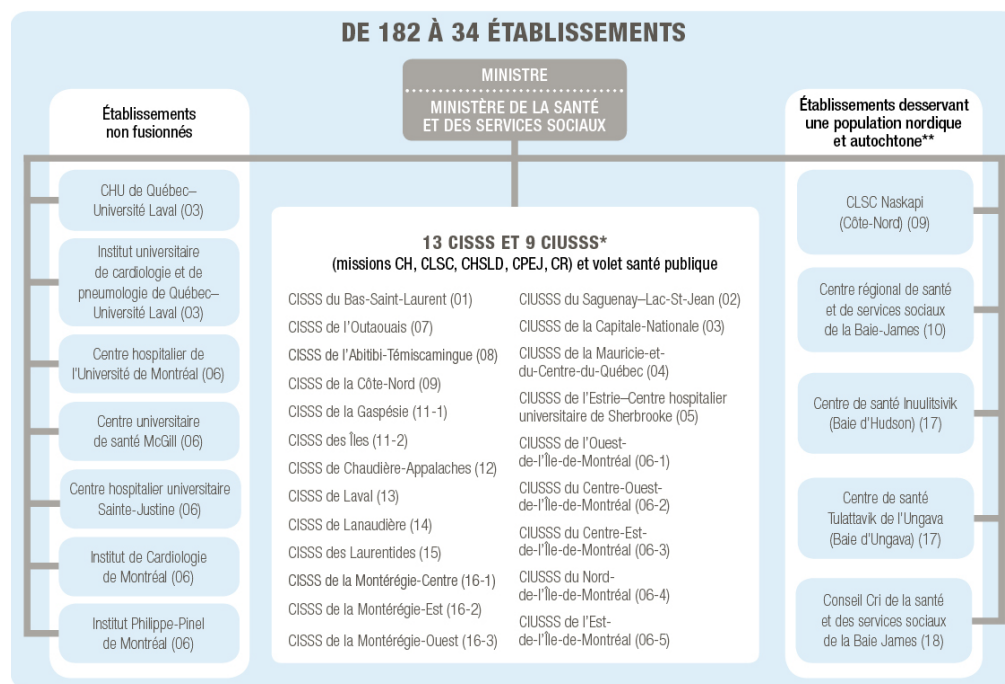 DE 182 À 34 ÉTABLISSEMENTS
MINISTRE
MINISTÈRE DE LA SANTÉ
ET DES SERVICES SOCIAUX
Établissements
non fusionnés
CHU de Québec–
Université Laval (03)
Institut universitaire
de cardiologie et de
pneumologie de Québec–
Université Laval (03)
Centre hospitalier de
l'Université de Montréal (06)
Centre universitaire
de santé McGill (06)
Centre hospitalier universitaire
Sainte-Justine (06)
Institut de Cardiologie
de Montréal (06)
Institut Philippe-Pinel
de Montréal (06)
13 CISSS ET 9 CIUSSS*
(missions CH, CLSC, CHSLD, CPEJ, CR) et volet santé publique
CISSS du Bas-Saint-Laurent (01)
CISSS de l'Outaouais (07)
CISSS de l'Abitibi-Témiscamingue (08)
CISSS de la Côte-Nord (09)
CISSS de la Gaspésie (11-1)
CISSS des Îles (11-2)
CISSS de Chaudière-Appalaches (12)
CISSS de Laval (13)
CISSS de Lanaudière (14)
CISSS des Laurentides (15)
CISSS de la Montérégie-Centre (16-1)
CISSS de la Montérégie-Est (16-2)
CISSS de la Montérégie-Ouest (16-3)
CIUSSS du Saguenay–Lac-St-Jean (02)
CIUSSS de la Capitale-Nationale (03)
CIUSSS de la Mauricie-et-
du-Centre-du-Québec (04)
CIUSSS de l'Estrie–Centre hospitalier
universitaire de Sherbrooke (05)
CIUSSS de l'Ouest-
de-l'Île-de-Montréal (06-1)
CIUSSS du Centre-Ouest-
de-l'Île-de-Montréal (06-2)
CIUSSS du Centre-Est-
de-l'Île-de-Montréal (06-3)
CIUSSS du Nord-
de-l'Île-de-Montréal (06-4)
CIUSSS de l'Est-
de-l'Île-de-Montréal (06-5)
Établissements desservant
une population nordique
et autochtone**
CLSC Naskapi
(Côte-Nord) (09)
Centre régional de santé
et de services sociaux
de la Baie-James (10)
Centre de santé Inuulitsivik
(Baie d'Hudson) (17)
Centre de santé
Tulattavik de l'Ungava
(Baie d'Ungava) (17)
Conseil Cri de la santé
et des services sociaux
de la Baie James (18)